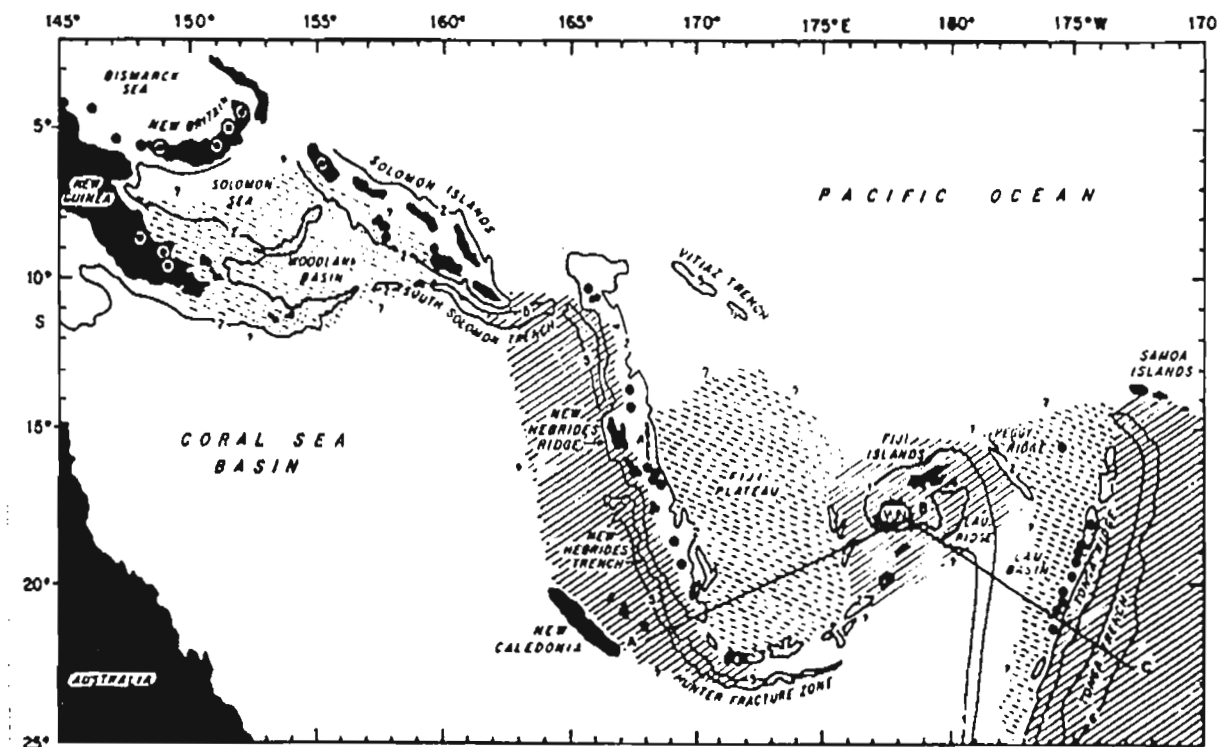 145° 150° 155° 160° 165° 170° 175°E 180° 175°W 170
5°
10°
S
15°
20°
25°
BISMARCK
SEA
NEW BRITAIN
NEW
GUINEA
SOLOMON
SEA
SOLOMON ISLANDS
WOODLARK
BASIN
SOUTH SOLOMON TRENCH
PACIFIC OCEAN
VITIAZ TRENCH
SAMOA
ISLANDS
CORAL SEA
BASIN
NEW
HEBRIDES
RIDGE
FIJI
PLATEAU
FIJI
ISLANDS
PEGGY
RIDGE
LAU
RIDGE
LAU
BASIN
NEW
HEBRIDES
TRENCH
NEW
CALEDONIA
HUNTER FRACTURE ZONE
TONGA TRENCH
C
AUSTRALIA